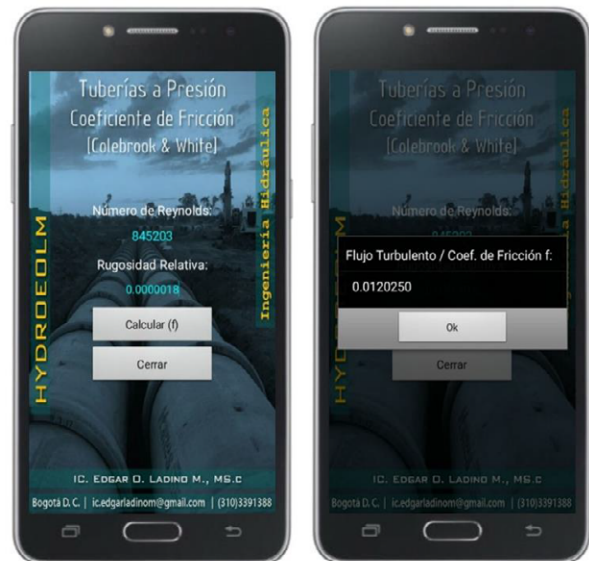 Tuberías a Presión
Coeficiente de Fricción
[Colebrook & White]
Número de Reynolds:
845203
Rugosidad Relativa:
0.0000018
Calcular (f)
Cerrar
HYDROEOLM
Ingeniería Hidráulica
IC. EDGAR O. LADINO M., MS.C
Bogotá D. C. | ic.edgarladinom@gmail.com | (310)3391388
Tuberías a Presión
Coeficiente de Fricción
[Colebrook & White]
Número de Reynolds:
845203
Flujo Turbulento / Coef. de Fricción f:
0.0120250
Ok
Cerrar
HYDR
Hidráulica
IC. EDGAR O. LADINO M., MS.C
Bogotá D. C. | ic.edgarladinom@gmail.com | (310)3391388